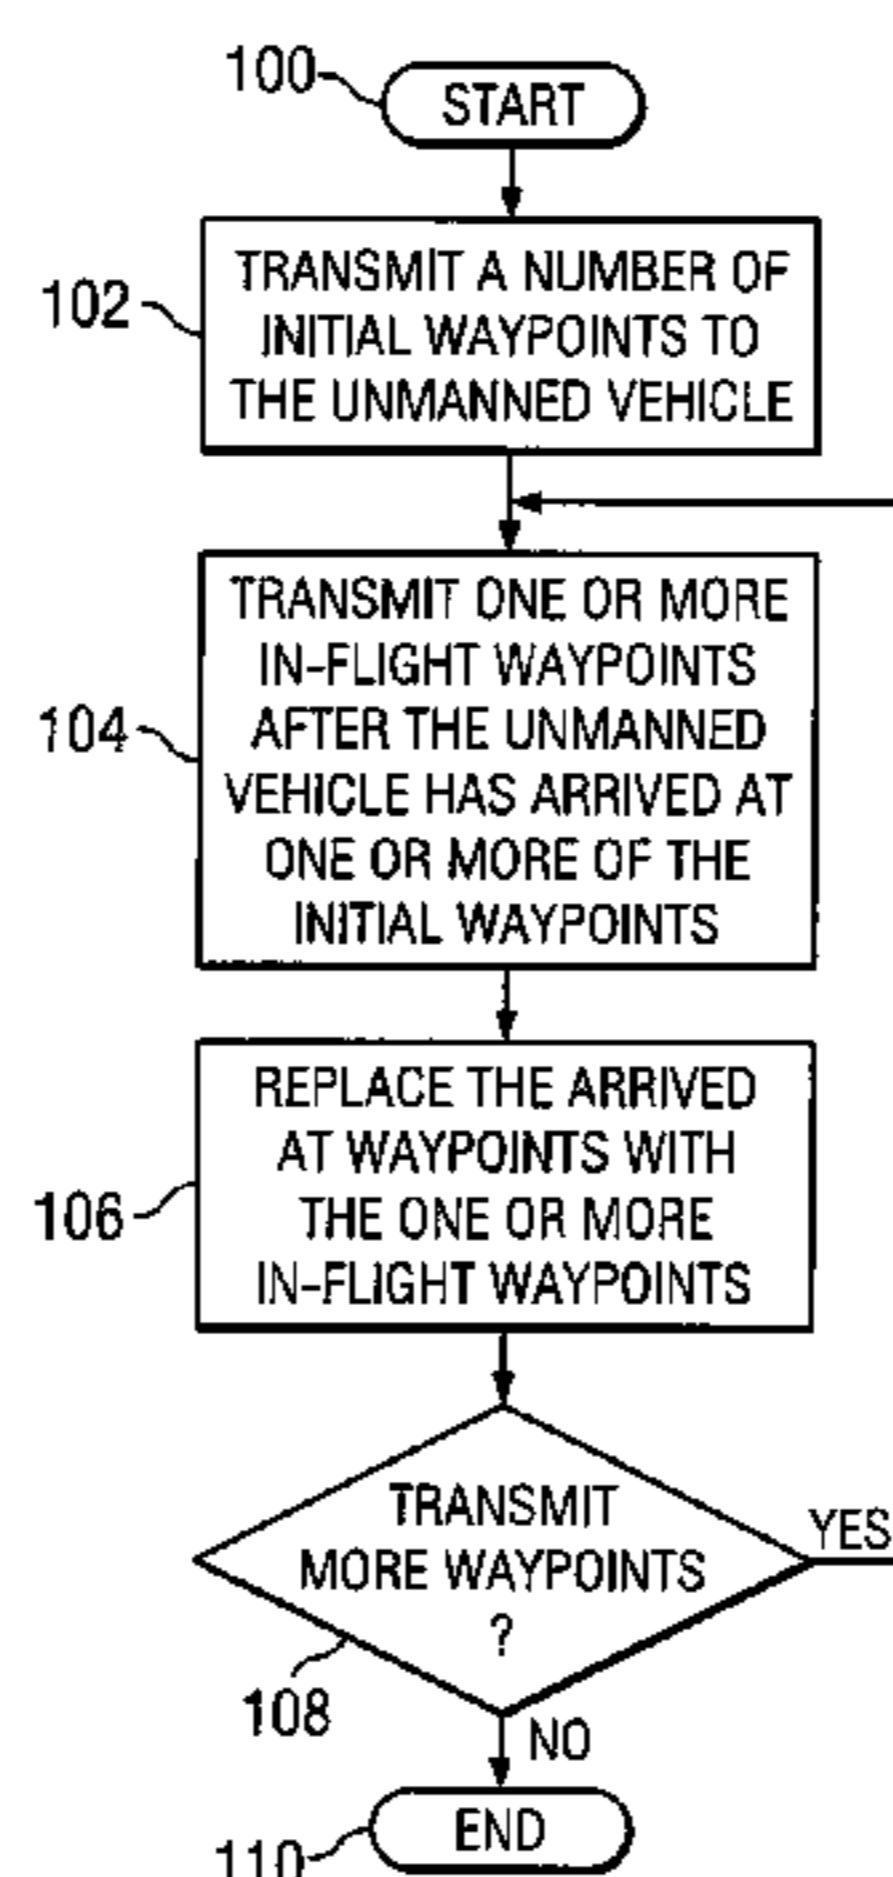 100
START
102
TRANSMIT A NUMBER OF
INITIAL WAYPOINTS TO
THE UNMANNED VEHICLE
104
TRANSMIT ONE OR MORE
IN-FLIGHT WAYPOINTS
AFTER THE UNMANNED
VEHICLE HAS ARRIVED AT
ONE OR MORE OF THE
INITIAL WAYPOINTS
106
REPLACE THE ARRIVED
AT WAYPOINTS WITH
THE ONE OR MORE
IN-FLIGHT WAYPOINTS
TRANSMIT
MORE WAYPOINTS
?
YES
108
NO
END
110